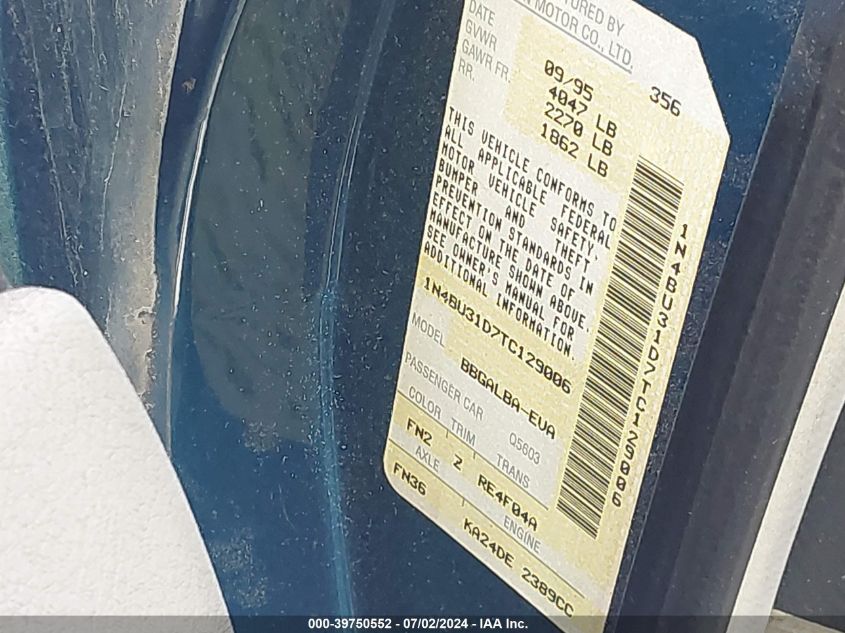 TURED BY
MOTOR CO., LTD.
DATE 09/95 356
GVWR 4047 LB
GAWR FR. 2270 LB
RR. 1862 LB
THIS VEHICLE CONFORMS TO
ALL APPLICABLE FEDERAL
MOTOR VEHICLE SAFETY,
BUMPER AND THEFT
PREVENTION STANDARDS IN
EFFECT ON THE DATE OF
MANUFACTURE SHOWN ABOVE.
SEE OWNER'S MANUAL FOR
ADDITIONAL INFORMATION.
1N4BU31D7TC129006
1N4BU31D7TC129006
MODEL BBGALBA-EVA
PASSENGER CAR Q5603
COLOR TRIM TRANS
FN2 Z RE4F04A
AXLE ENGINE
FN36 KA24DE 2389CC
000-39750552 - 07/02/2024 - IAA Inc.